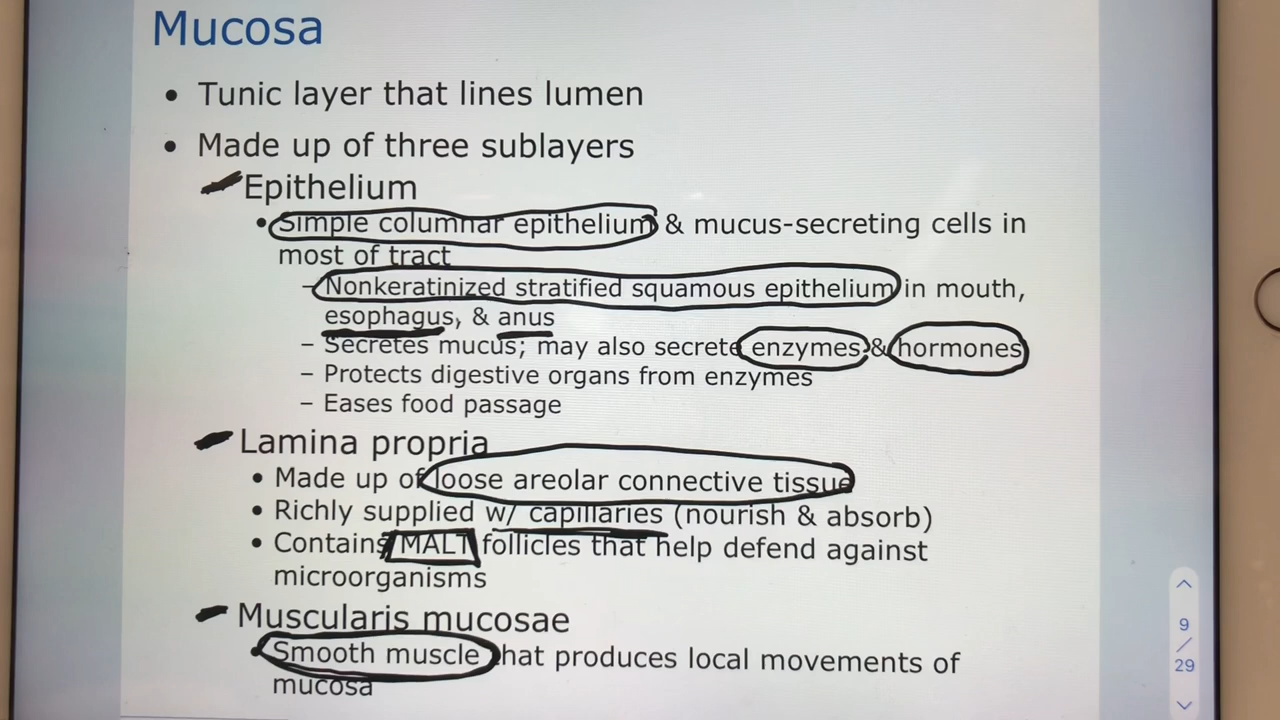 Mucosa
• Tunic layer that lines lumen
• Made up of three sublayers
Epithelium
• Simple columnar epithelium & mucus-secreting cells in
most of tract
– Nonkeratinized stratified squamous epithelium in mouth,
esophagus, & anus
– Secretes mucus; may also secrete enzymes & hormones
– Protects digestive organs from enzymes
– Eases food passage
Lamina propria
• Made up of loose areolar connective tissue
• Richly supplied w/ capillaries (nourish & absorb)
• Contains MALT follicles that help defend against
microorganisms
Muscularis mucosae
• Smooth muscle that produces local movements of
mucosa
9
/
29